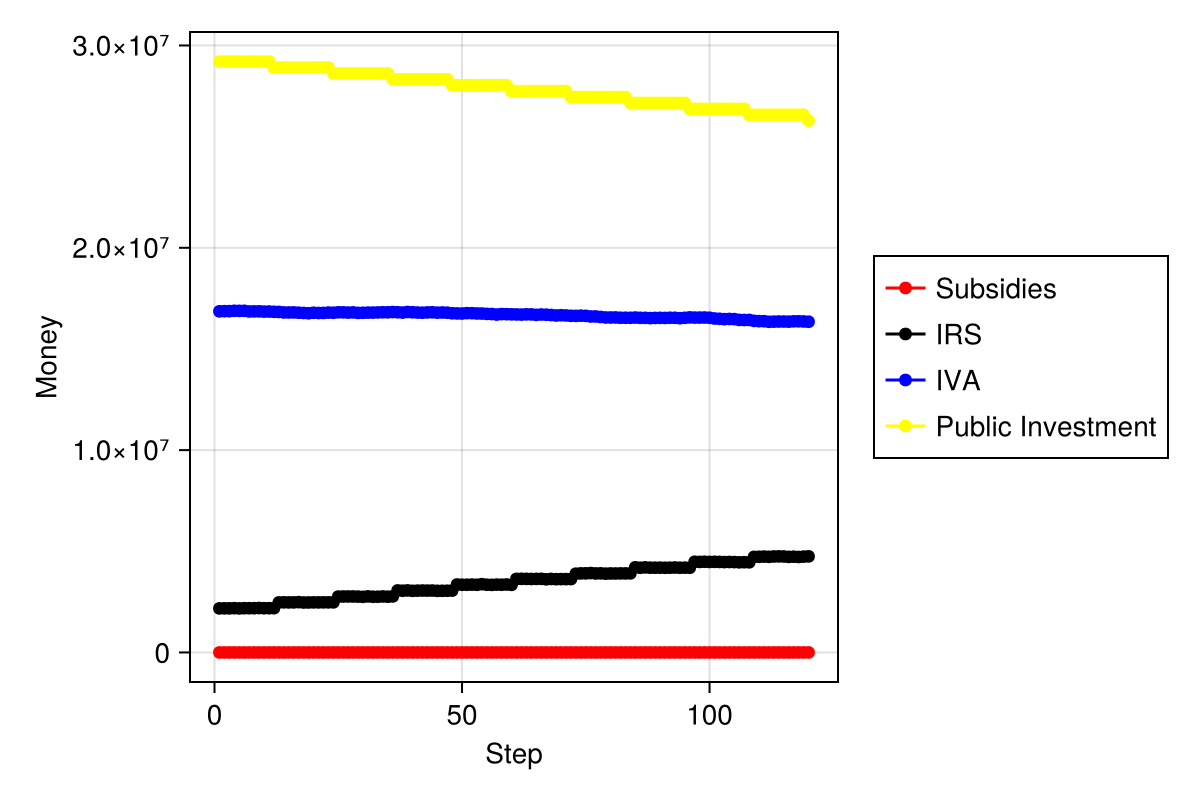 3.0×10⁷
2.0×10⁷
1.0×10⁷
0
Money
0
50
100
Step
Subsidies
IRS
IVA
Public Investment